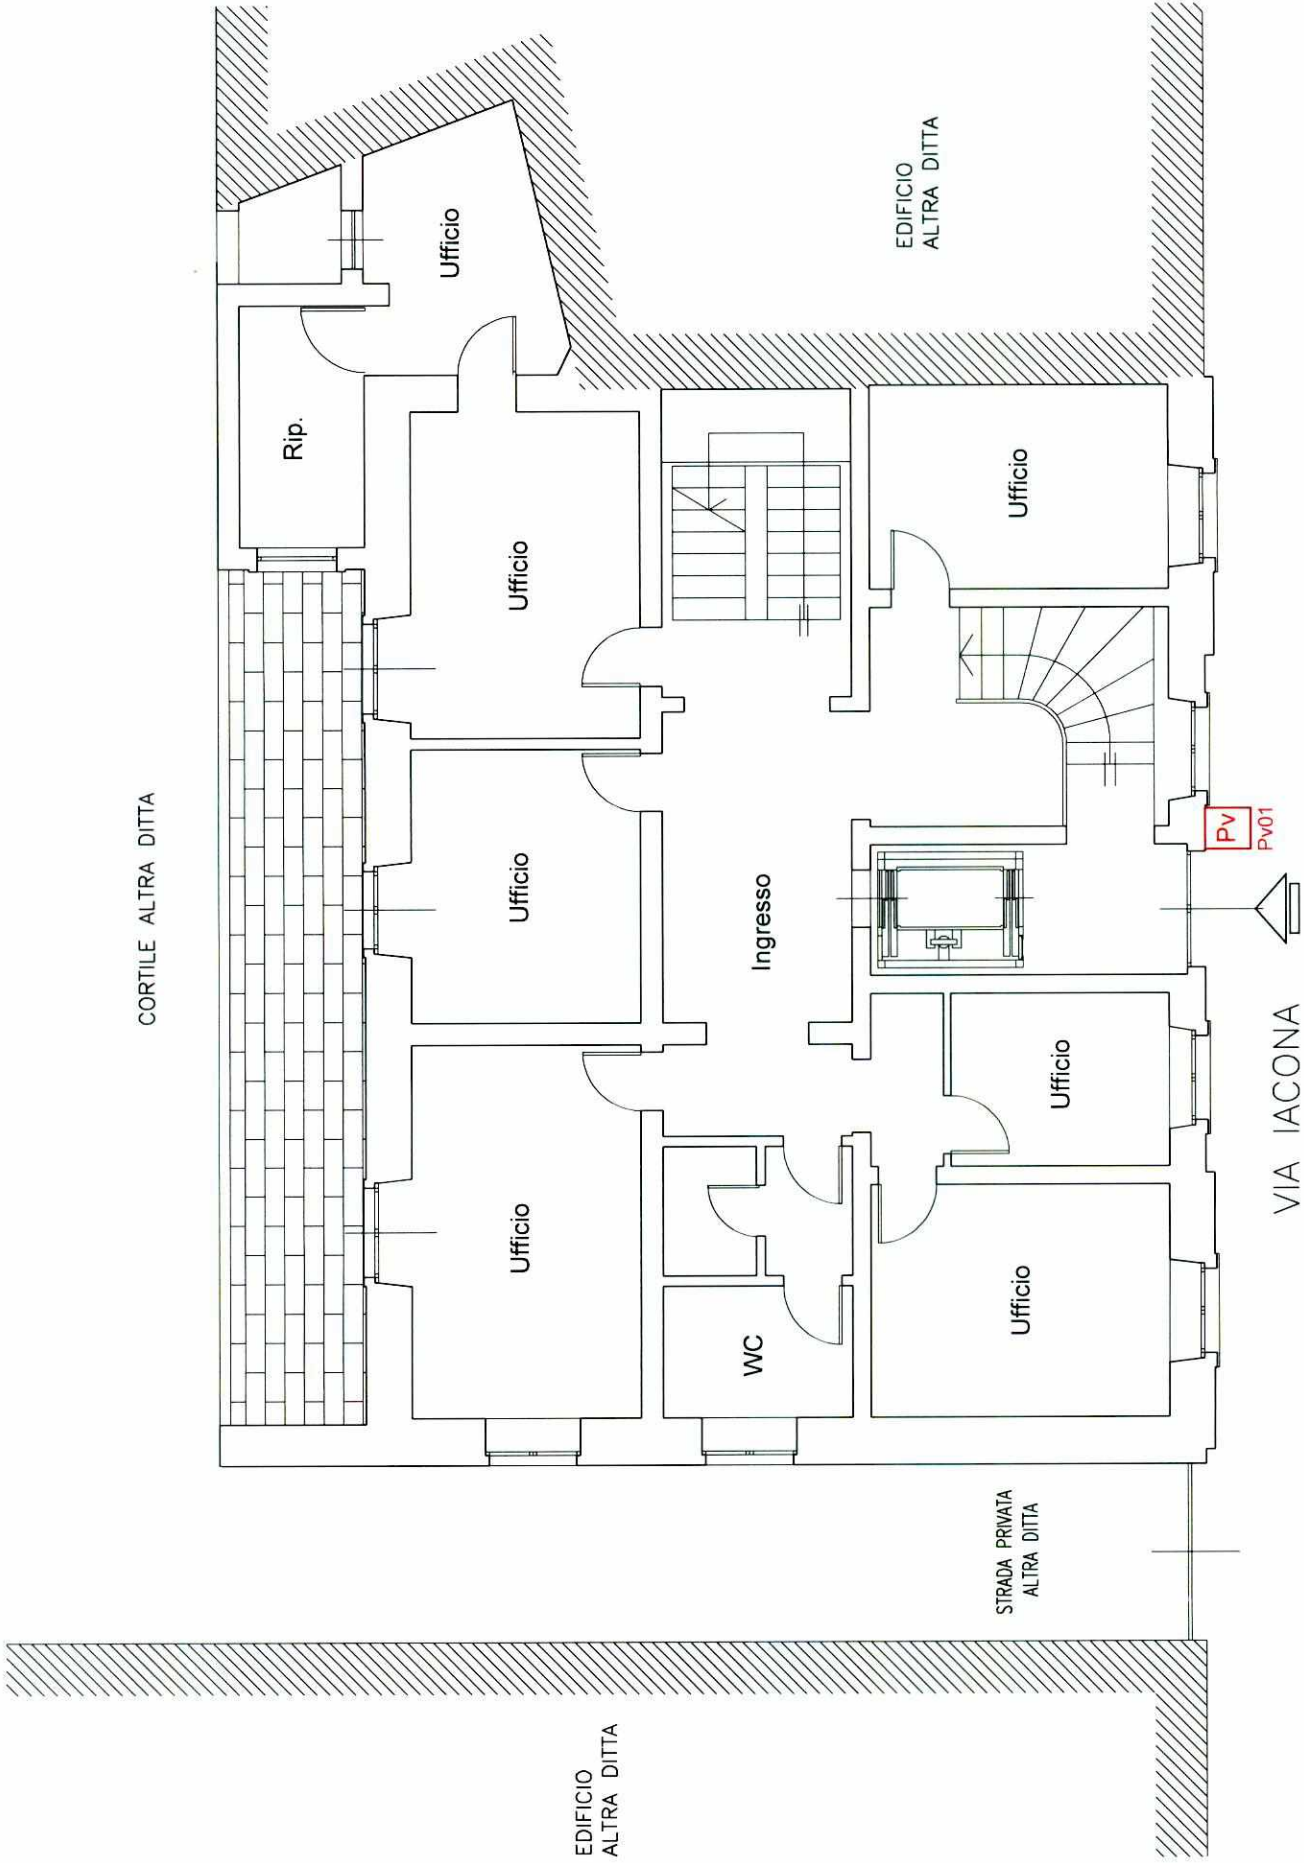 CORTILE ALTRA DITTA
Rip.
Ufficio
Ufficio
Ufficio
Ufficio
EDIFICIO
ALTRA DITTA
WC
Ingresso
EDIFICIO
ALTRA DITTA
STRADA PRIVATA
ALTRA DITTA
Ufficio
Ufficio
Ufficio
Pv
Pv01
VIA IACONA